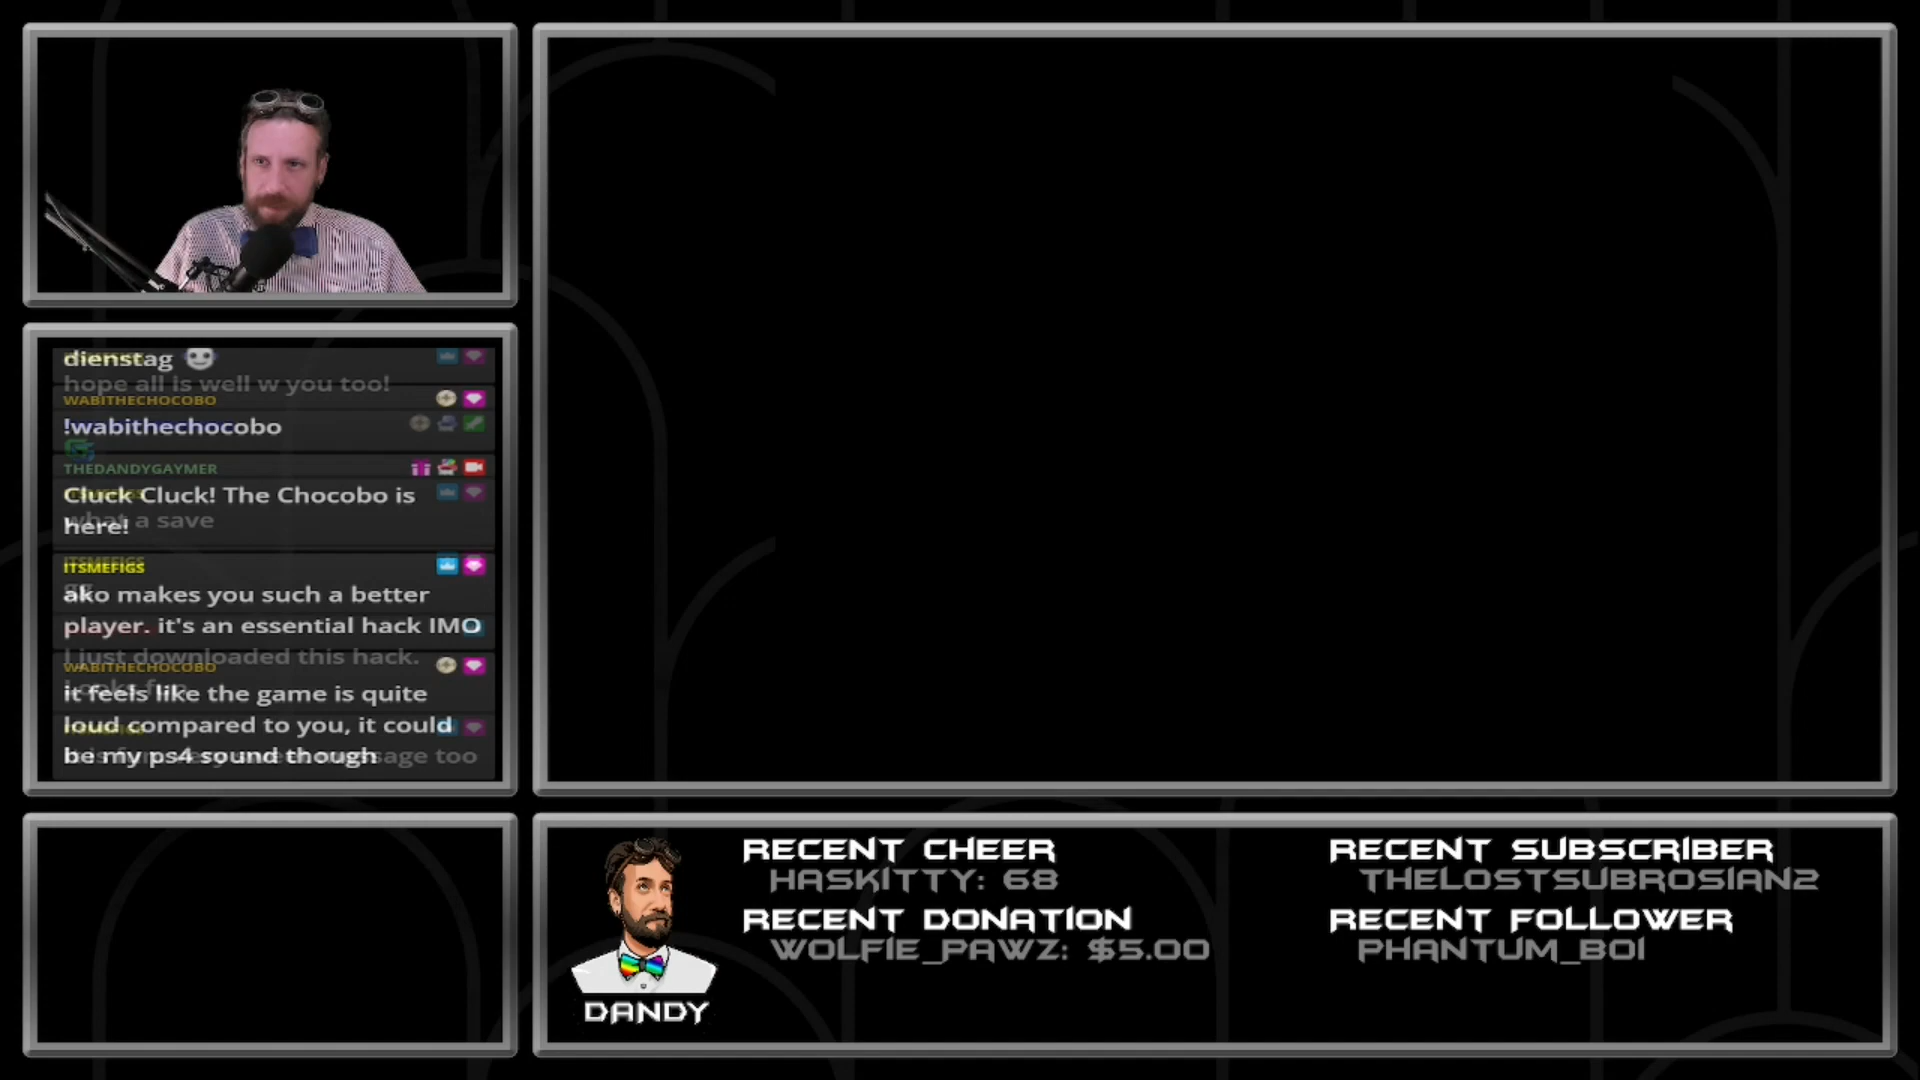 dienstag
hope all is well w you too!
WABITHECHOCOBO
!wabithechocobo
THEDANDYGAYMER
Cluck Cluck! The Chocobo is
what a save
here!
ITSMEFIGS
ako makes you such a better
player. it's an essential hack IMO
I just downloaded this hack.
WABITHECHOCOBO
it feels like the game is quite
loud compared to you, it could
be my ps4 sound though
RECENT CHEER
HASKITTY: 68
RECENT DONATION
WOLFIE_PAWZ: $5.00
RECENT SUBSCRIBER
THELOSTSUBROSIAN2
RECENT FOLLOWER
PHANTUM_BOI
DANDY